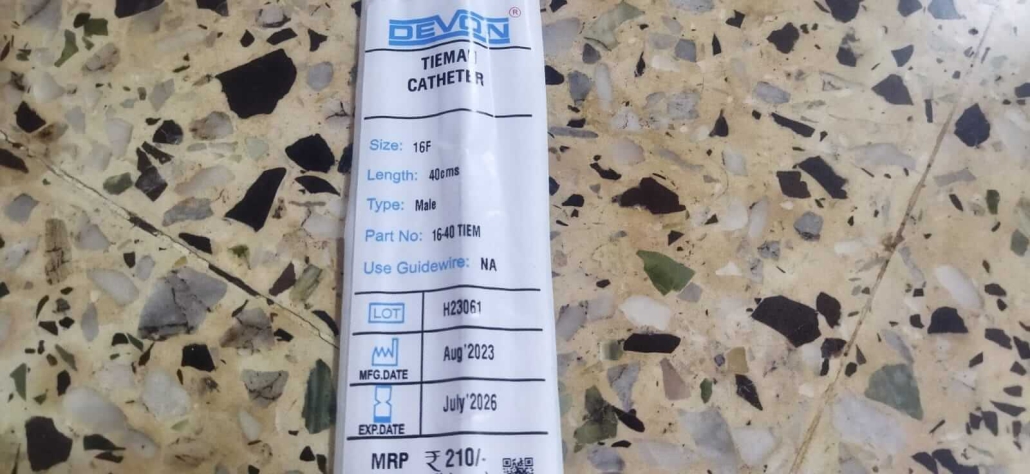 DEVON®
TIEMAN
CATHETER
Size: 16F
Length: 40cms
Type: Male
Part No: 16-40 TIEM
Use Guidewire: NA
LOT H23061
MFG.DATE Aug'2023
EXP.DATE July'2026
MRP ₹ 210/-